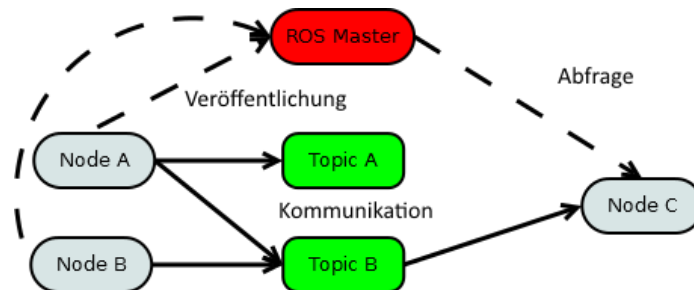 ROS Master
Abfrage
Veröffentlichung
Node A
Topic A
Kommunikation
Node C
Node B
Topic B